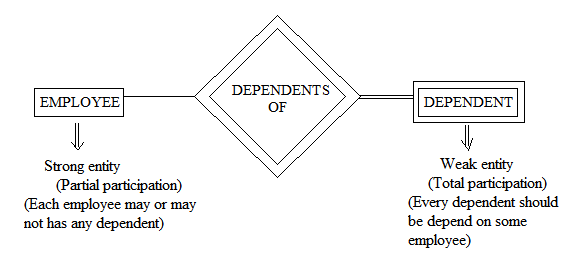 EMPLOYEE
DEPENDENTS
OF
DEPENDENT
Strong entity
(Partial participation)
(Each employee may or may
not has any dependent)
Weak entity
(Total participation)
(Every dependent should
be depend on some
employee)